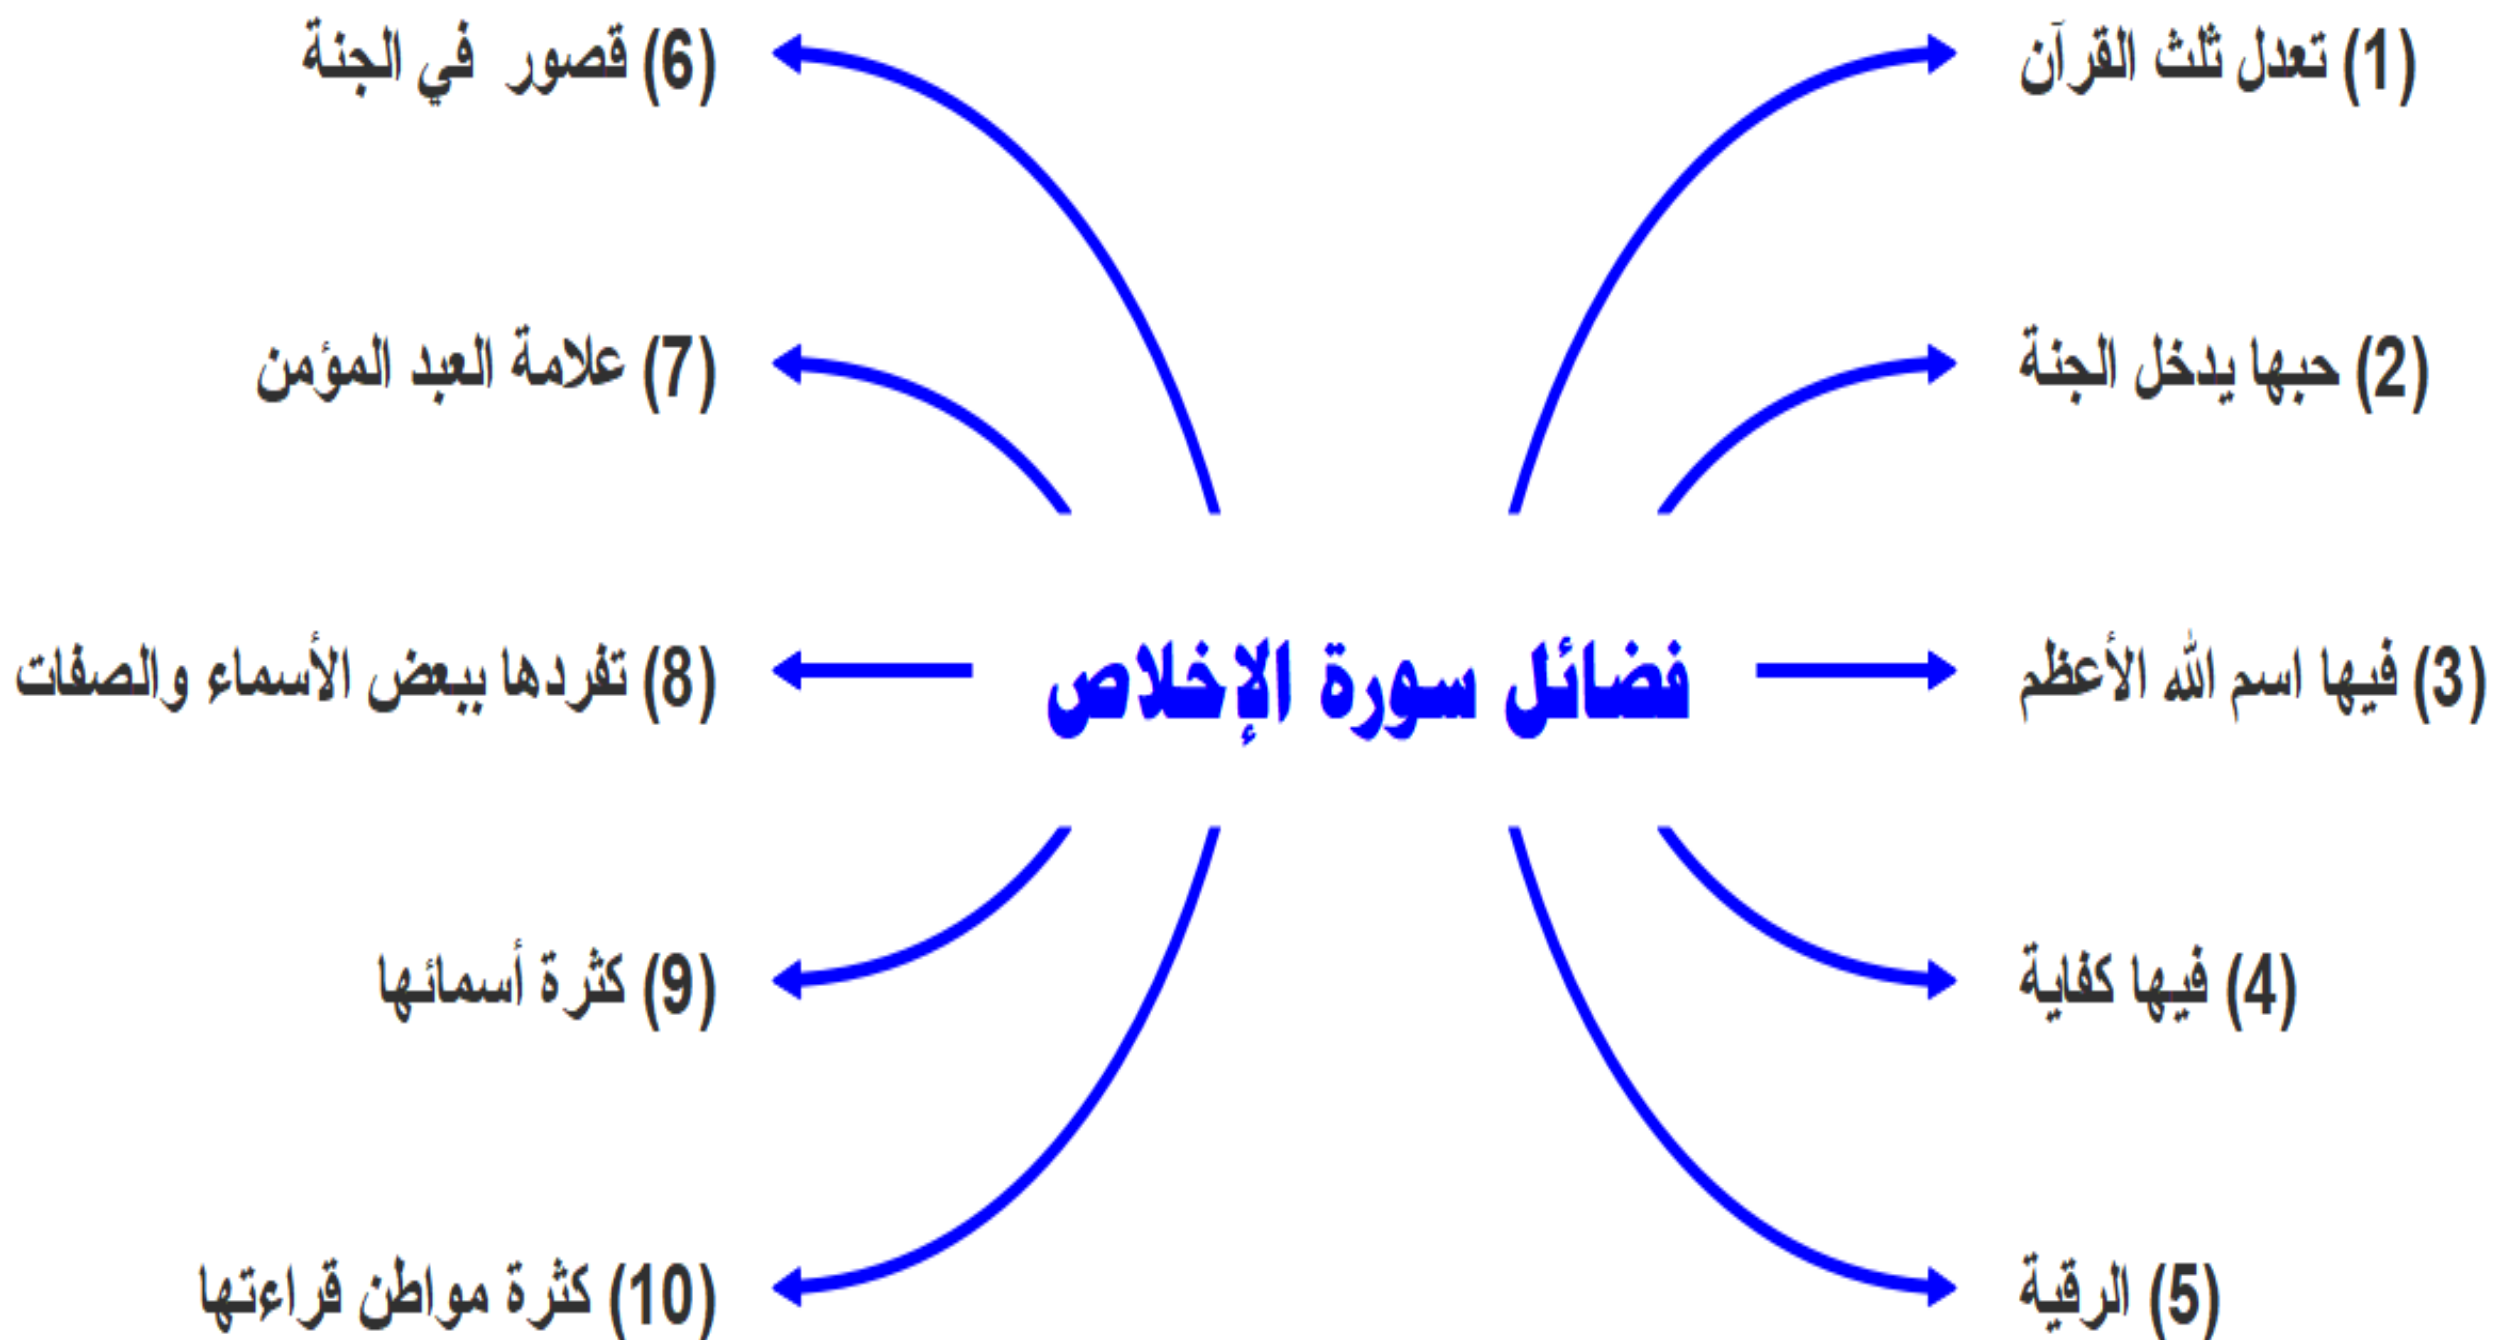 فضائل سورة الإخلاص
(1) تعدل ثلث القرآن
(2) حبها يدخل الجنة
(3) فيها اسم الله الأعظم
(4) فيها كفاية
(5) الرقية
(6) قصور في الجنة
(7) علامة العبد المؤمن
(8) تفردها ببعض الأسماء والصفات
(9) كثرة أسمائها
(10) كثرة مواطن قراءتها